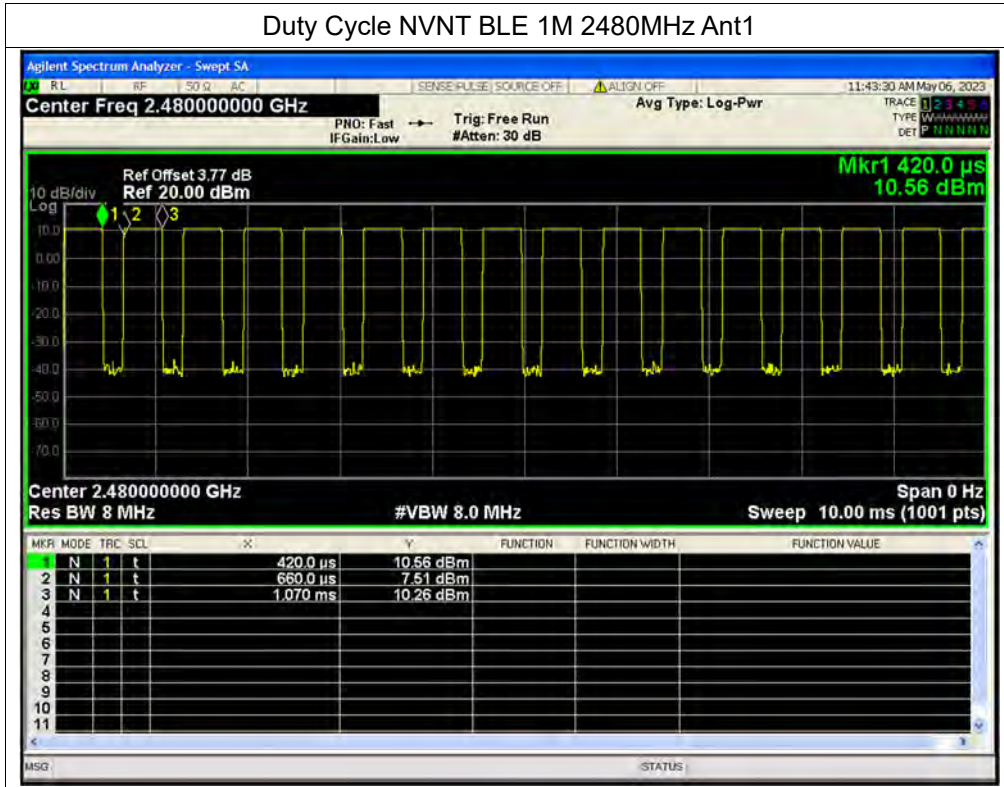 Duty Cycle NVNT BLE 1M 2480MHz Ant1
Agilent Spectrum Analyzer - Swept SA
LXI RL RF 50 Ω AC SENSE:PULSE SOURCE OFF ALIGN OFF 11:43:30 AM May 06, 2023
Center Freq 2.480000000 GHz Avg Type: Log-Pwr TRACE 1 2 3 4 5 6
PNO: Fast Trig: Free Run TYPE W
IFGain:Low #Atten: 30 dB DET P N N N N N
Mkr1 420.0 µs
Ref Offset 3.77 dB
10 dB/div Ref 20.00 dBm 10.56 dBm
Log
1 2 3
10.0
0.00
-10.0
-20.0
-30.0
-40.0
-50.0
-60.0
-70.0
Center 2.480000000 GHz Span 0 Hz
Res BW 8 MHz #VBW 8.0 MHz Sweep 10.00 ms (1001 pts)
MKR MODE TRC SCL X Y FUNCTION FUNCTION WIDTH FUNCTION VALUE
1 N 1 t 420.0 µs 10.56 dBm
2 N 1 t 660.0 µs 7.51 dBm
3 N 1 t 1.070 ms 10.26 dBm
4
5
6
7
8
9
10
11
MSG STATUS